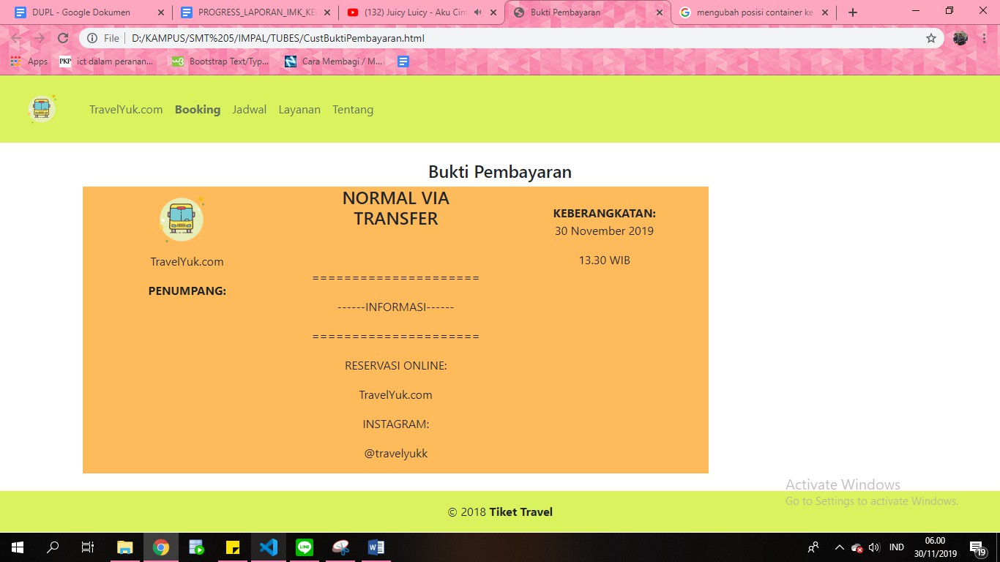 DUPL - Google Dokumen
PROGRESS_LAPORAN_IMK_KE
(132) Juicy Luicy - Aku Cin
Bukti Pembayaran
mengubah posisi container ke
File
D:/KAMPUS/SMT%205/IMPAL/TUBES/CustBuktiPembayaran.html
Apps
PKP
ict dalam peranan...
w3
Bootstrap Text/Typ...
Cara Membagi / M...
TravelYuk.com
Booking
Jadwal
Layanan
Tentang
Bukti Pembayaran
TravelYuk.com
PENUMPANG:
NORMAL VIA
TRANSFER
=====================
------INFORMASI------
=====================
RESERVASI ONLINE:
TravelYuk.com
INSTAGRAM:
@travelyukk
KEBERANGKATAN:
30 November 2019
13.30 WIB
Activate Windows
Go to Settings to activate Windows.
© 2018 Tiket Travel
LINE
IND
06.00
30/11/2019
19